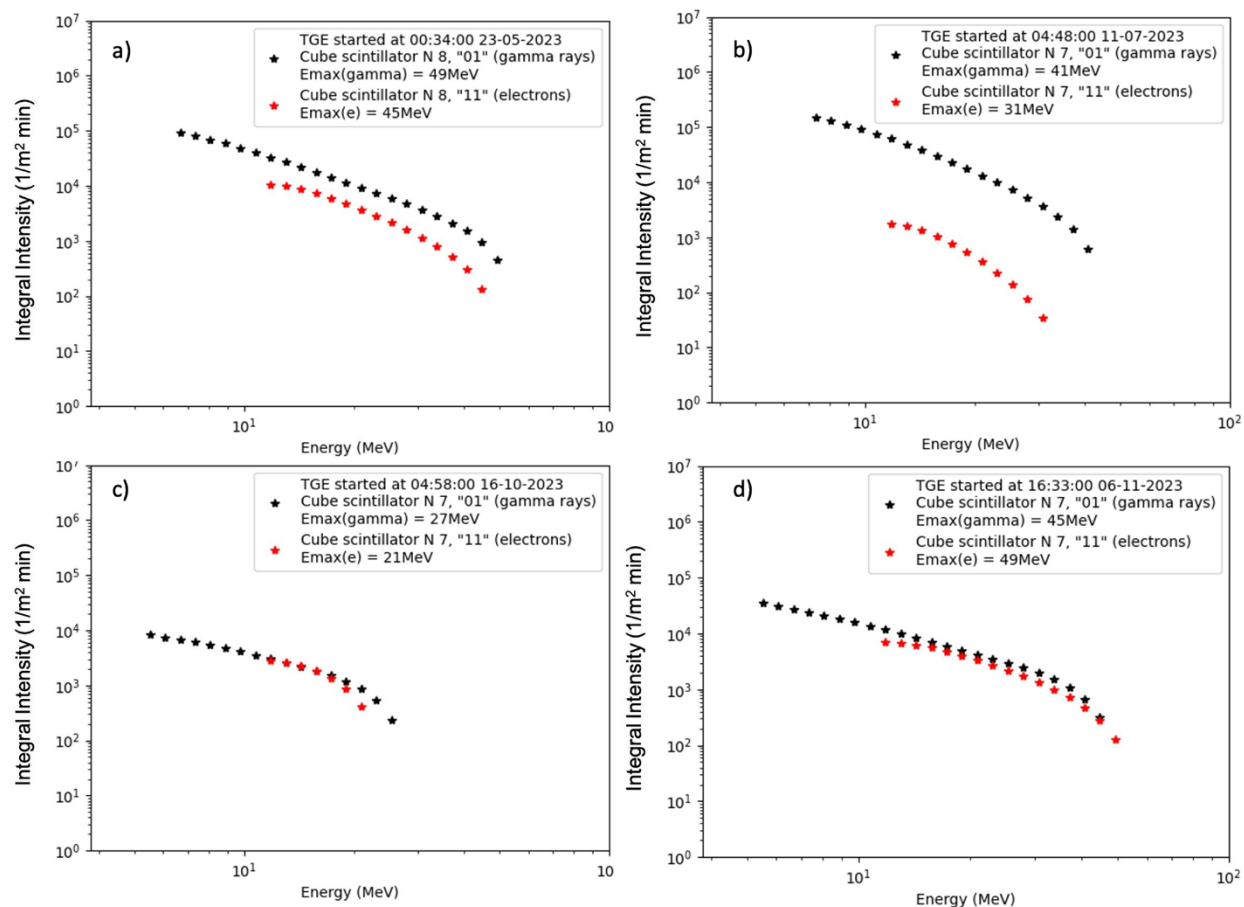 a)
TGE started at 00:34:00 23-05-2023
Cube scintillator N 8, "01" (gamma rays)
Emax(gamma) = 49MeV
Cube scintillator N 8, "11" (electrons)
Emax(e) = 45MeV
10⁷
10⁶
10⁵
10⁴
10³
10²
10¹
10⁰
Integral Intensity (1/m² min)
10¹
10
Energy (MeV)
b)
TGE started at 04:48:00 11-07-2023
Cube scintillator N 7, "01" (gamma rays)
Emax(gamma) = 41MeV
Cube scintillator N 7, "11" (electrons)
Emax(e) = 31MeV
10⁷
10⁶
10⁵
10⁴
10³
10²
10¹
10⁰
Integral Intensity (1/m² min)
10¹
10²
Energy (MeV)
c)
TGE started at 04:58:00 16-10-2023
Cube scintillator N 7, "01" (gamma rays)
Emax(gamma) = 27MeV
Cube scintillator N 7, "11" (electrons)
Emax(e) = 21MeV
10⁷
10⁶
10⁵
10⁴
10³
10²
10¹
10⁰
Integral Intensity (1/m² min)
10¹
10
Energy (MeV)
d)
TGE started at 16:33:00 06-11-2023
Cube scintillator N 7, "01" (gamma rays)
Emax(gamma) = 45MeV
Cube scintillator N 7, "11" (electrons)
Emax(e) = 49MeV
10⁷
10⁶
10⁵
10⁴
10³
10²
10¹
10⁰
Integral Intensity (1/m² min)
10¹
10²
Energy (MeV)